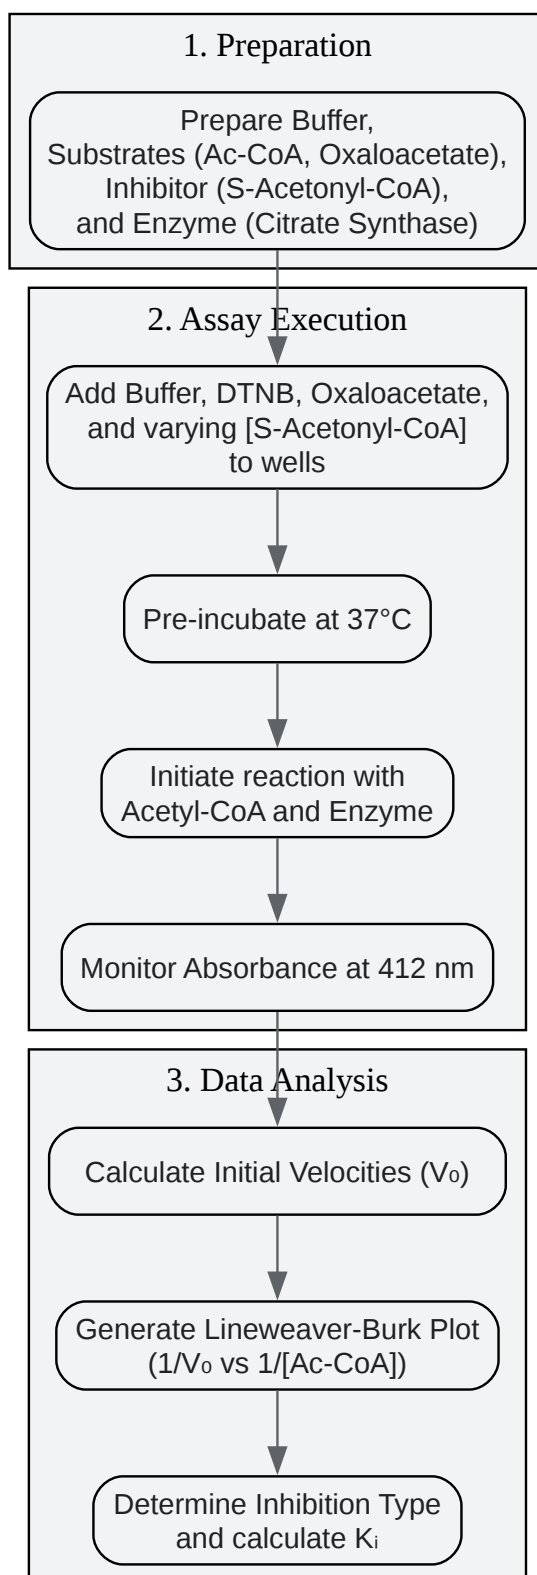 1. Preparation
Prepare Buffer,
Substrates (Ac-CoA, Oxaloacetate),
Inhibitor (S-Acetonyl-CoA),
and Enzyme (Citrate Synthase)
2. Assay Execution
Add Buffer, DTNB, Oxaloacetate,
and varying [S-Acetonyl-CoA]
to wells
Pre-incubate at 37°C
Initiate reaction with
Acetyl-CoA and Enzyme
Monitor Absorbance at 412 nm
3. Data Analysis
Calculate Initial Velocities (V₀)
Generate Lineweaver-Burk Plot
(1/V₀ vs 1/[Ac-CoA])
Determine Inhibition Type
and calculate Kᵢ